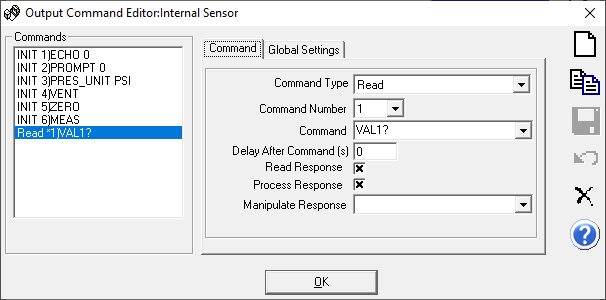 Output Command Editor:Internal Sensor
Commands
INIT 1)ECHO 0
INIT 2)PROMPT 0
INIT 3)PRES_UNIT PSI
INIT 4)VENT
INIT 5)ZERO
INIT 6)MEAS
Read *1)VAL1?
Command
Global Settings
Command Type Read
Command Number 1
Command VAL1?
Delay After Command (s) 0
Read Response
Process Response
Manipulate Response
OK